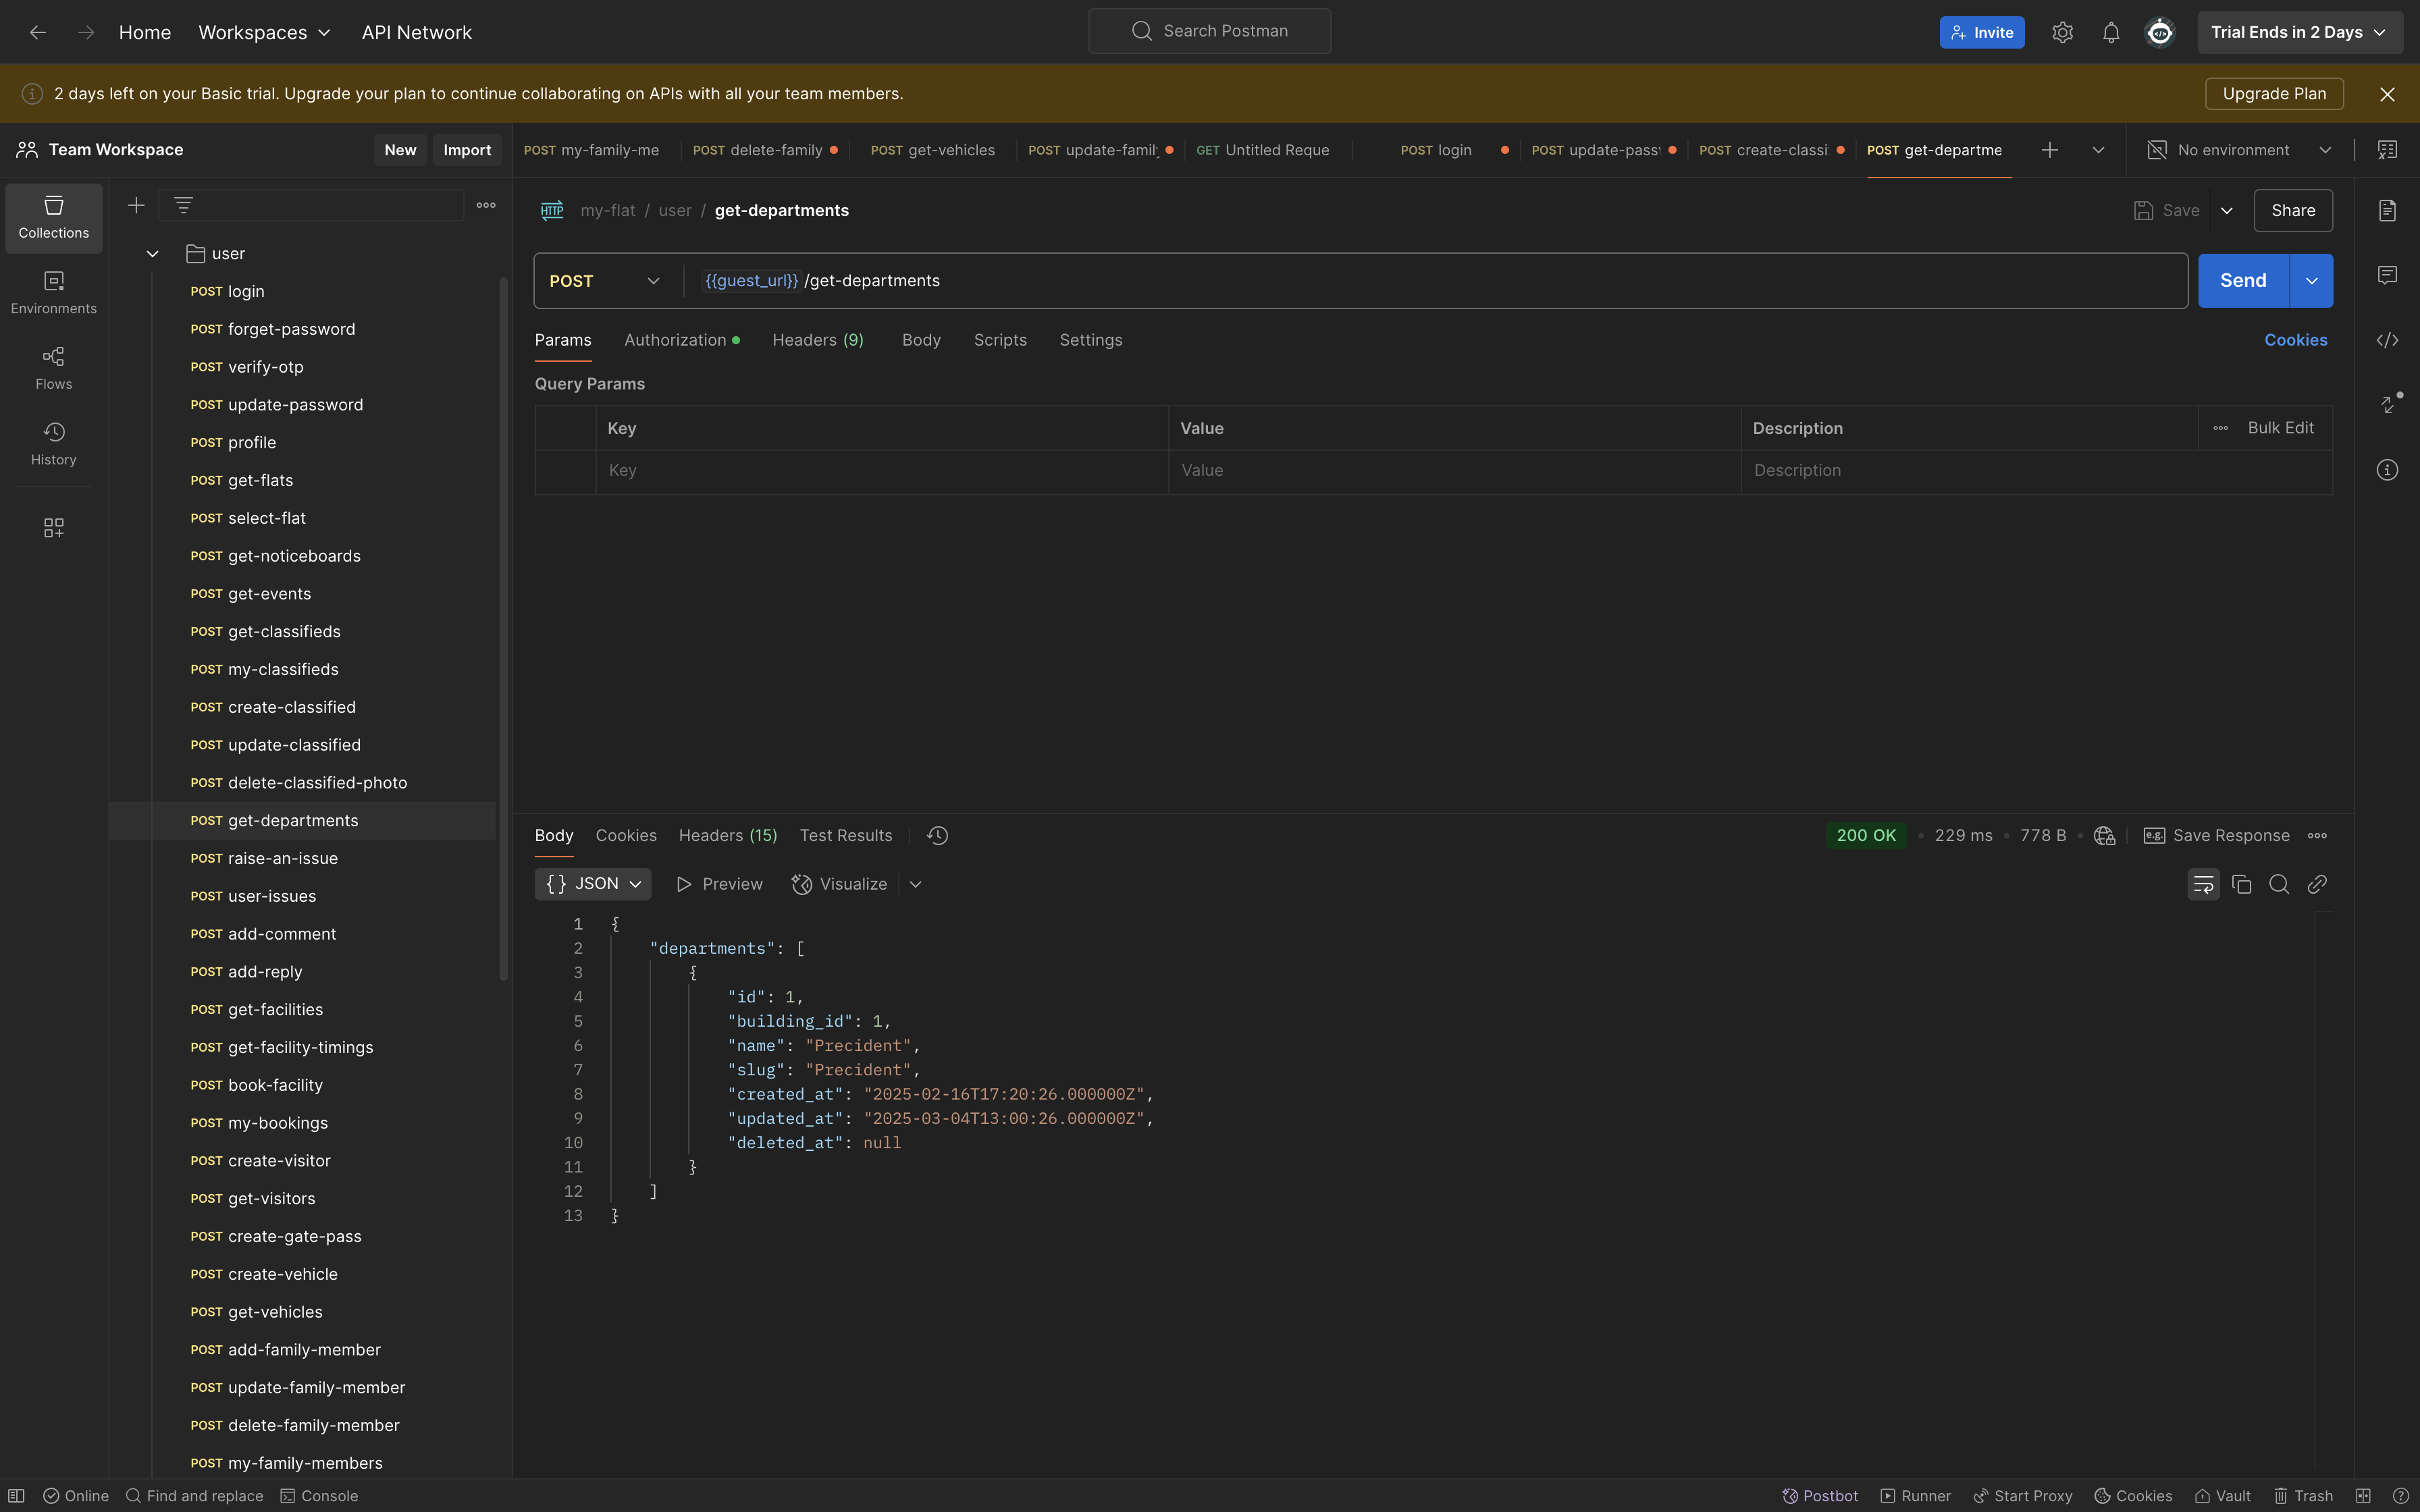 Home Workspaces API Network Search Postman Invite Trial Ends in 2 Days
2 days left on your Basic trial. Upgrade your plan to continue collaborating on APIs with all your team members. Upgrade Plan
Team Workspace New Import
POST my-family-me POST delete-family POST get-vehicles POST update-family GET Untitled Reque POST login POST update-pass POST create-classi POST get-departme No environment
Collections
Environments
Flows
History
user
POST login
POST forget-password
POST verify-otp
POST update-password
POST profile
POST get-flats
POST select-flat
POST get-noticeboards
POST get-events
POST get-classifieds
POST my-classifieds
POST create-classified
POST update-classified
POST delete-classified-photo
POST get-departments
POST raise-an-issue
POST user-issues
POST add-comment
POST add-reply
POST get-facilities
POST get-facility-timings
POST book-facility
POST my-bookings
POST create-visitor
POST get-visitors
POST create-gate-pass
POST create-vehicle
POST get-vehicles
POST add-family-member
POST update-family-member
POST delete-family-member
POST my-family-members
HTTP my-flat / user / get-departments Save Share
POST {{guest_url}} /get-departments Send
Params Authorization Headers (9) Body Scripts Settings Cookies
Query Params
Key Value Description Bulk Edit
Key Value Description
Body Cookies Headers (15) Test Results 200 OK 229 ms 778 B e.g. Save Response
{} JSON Preview Visualize
1 {
2 "departments": [
3 {
4 "id": 1,
5 "building_id": 1,
6 "name": "Precident",
7 "slug": "Precident",
8 "created_at": "2025-02-16T17:20:26.000000Z",
9 "updated_at": "2025-03-04T13:00:26.000000Z",
10 "deleted_at": null
11 }
12 ]
13 }
Online Find and replace Console Postbot Runner Start Proxy Cookies Vault Trash